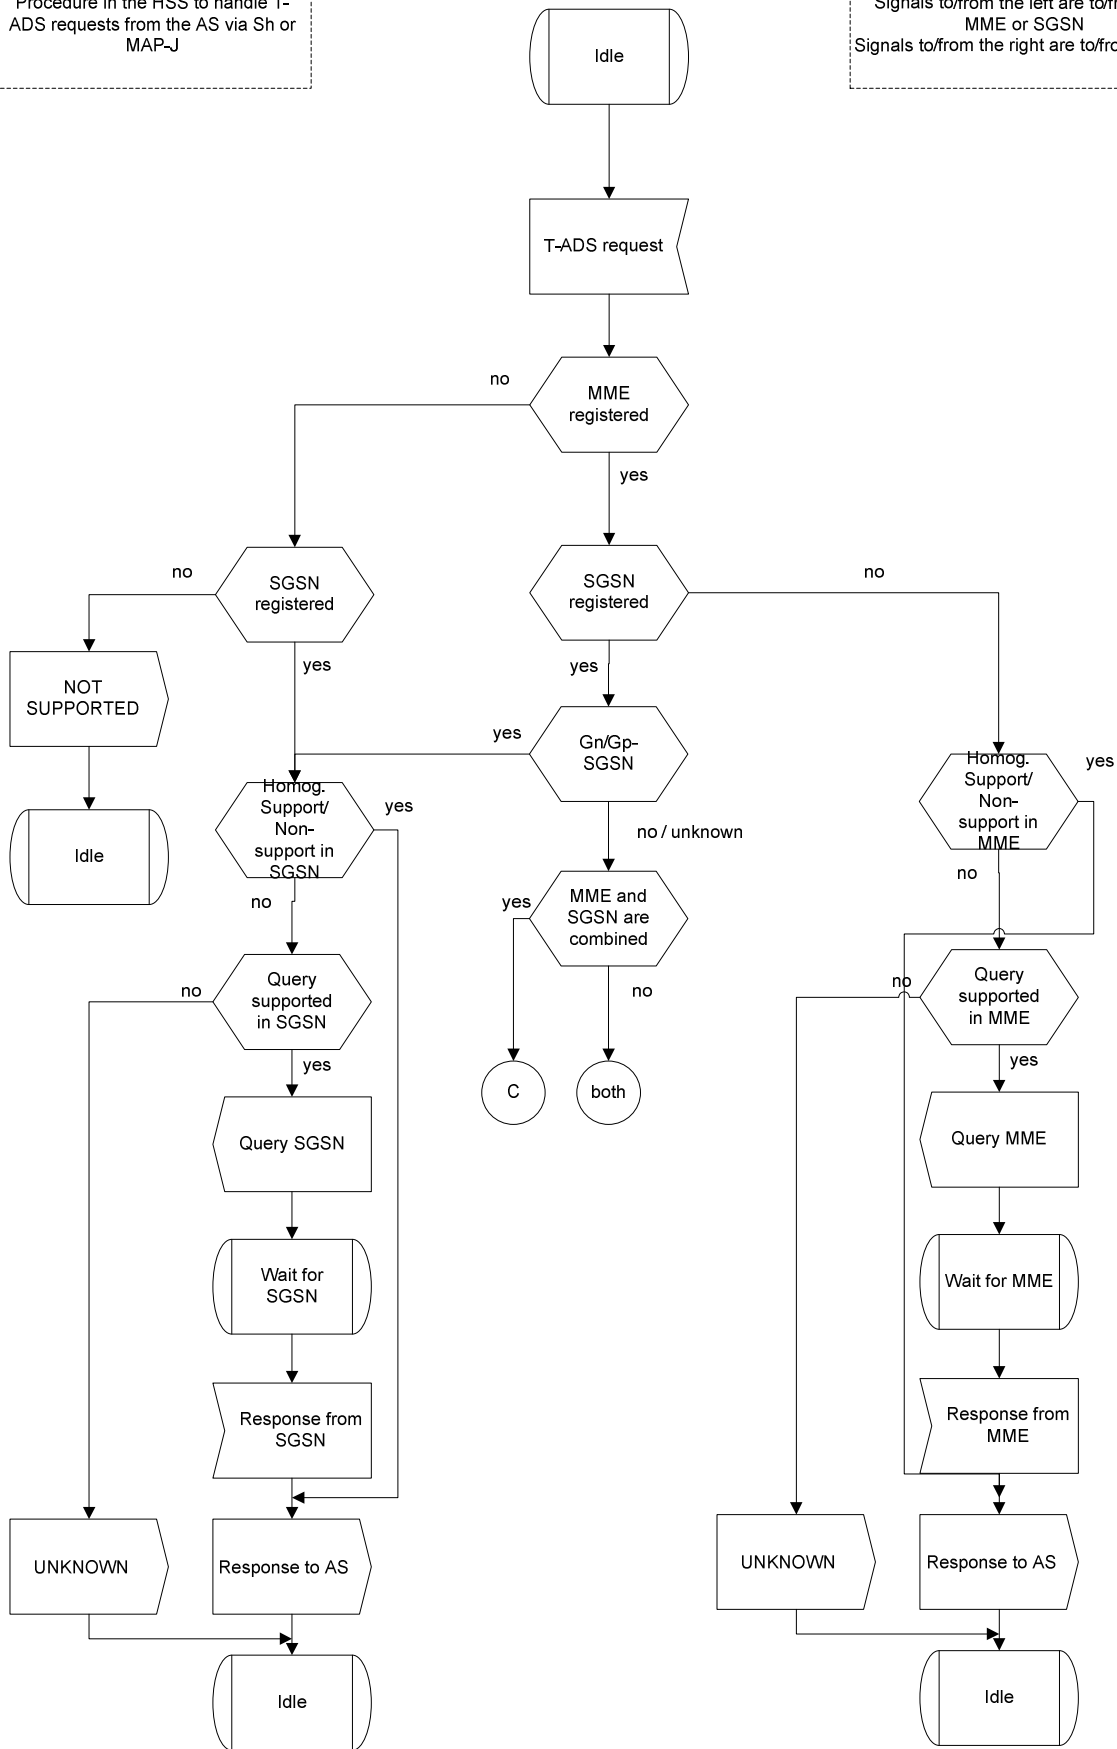 Procedure in the HSS to handle T-
ADS requests from the AS via Sh or
MAP-J
Signals to/from the left are to/fr
MME or SGSN
Signals to/from the right are to/fro
Idle
T-ADS request
no
MME
registered
yes
no
SGSN
registered
SGSN
registered
no
yes
yes
NOT
SUPPORTED
yes
Gn/Gp-
SGSN
Homog.
Support/
Non-
support in
SGSN
yes
Homog.
Support/
Non-
support in
MME
yes
Idle
no / unknown
no
yes
MME and
SGSN are
combined
no
no
Query
supported
in SGSN
no
no
Query
supported
in MME
yes
yes
C
both
Query SGSN
Query MME
Wait for
SGSN
Wait for MME
Response from
SGSN
Response from
MME
UNKNOWN
Response to AS
UNKNOWN
Response to AS
Idle
Idle